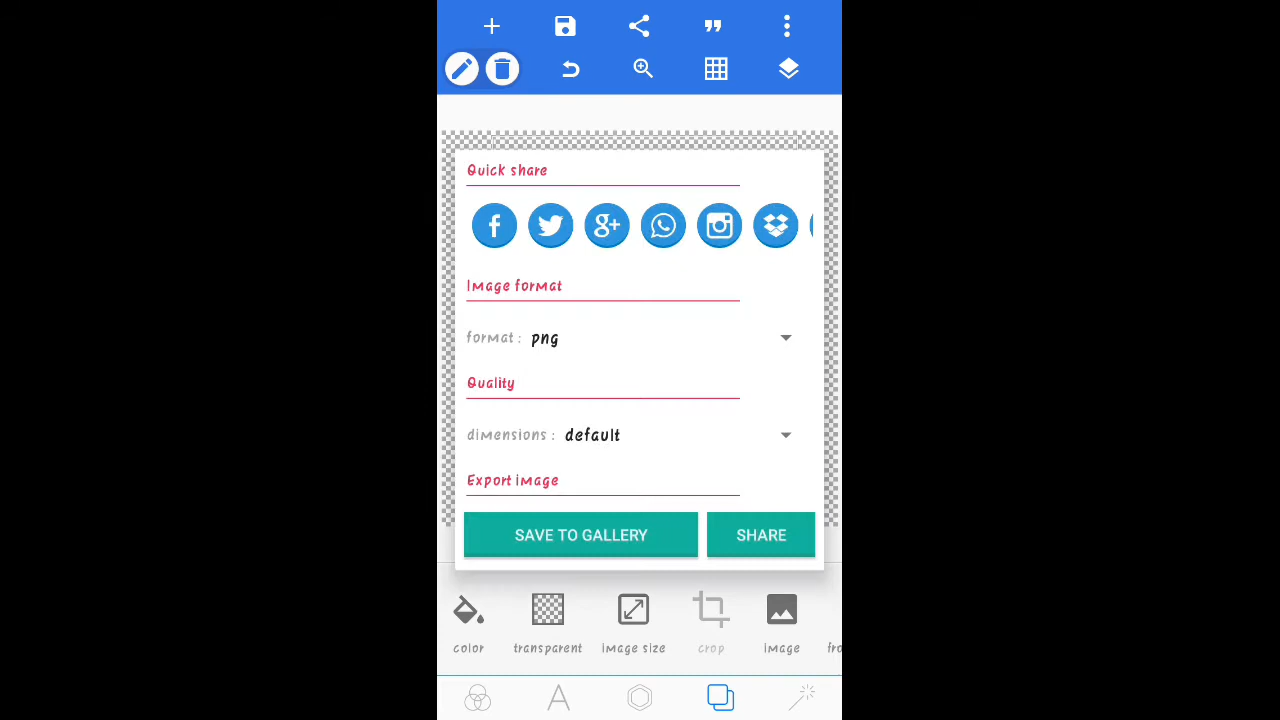 Quick share
Image format
format : png
Quality
dimensions : default
Export image
SAVE TO GALLERY SHARE
color transparent image size crop image fro